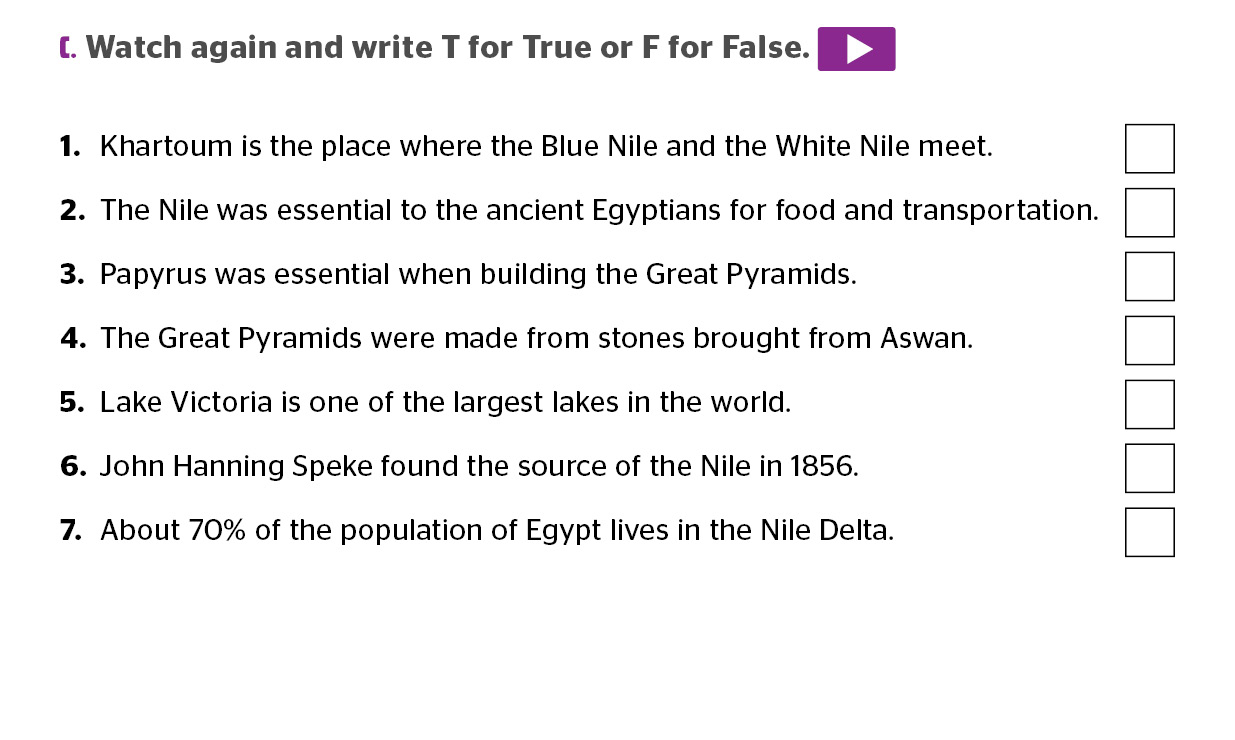 C. Watch again and write T for True or F for False.
1. Khartoum is the place where the Blue Nile and the White Nile meet.
2. The Nile was essential to the ancient Egyptians for food and transportation.
3. Papyrus was essential when building the Great Pyramids.
4. The Great Pyramids were made from stones brought from Aswan.
5. Lake Victoria is one of the largest lakes in the world.
6. John Hanning Speke found the source of the Nile in 1856.
7. About 70% of the population of Egypt lives in the Nile Delta.